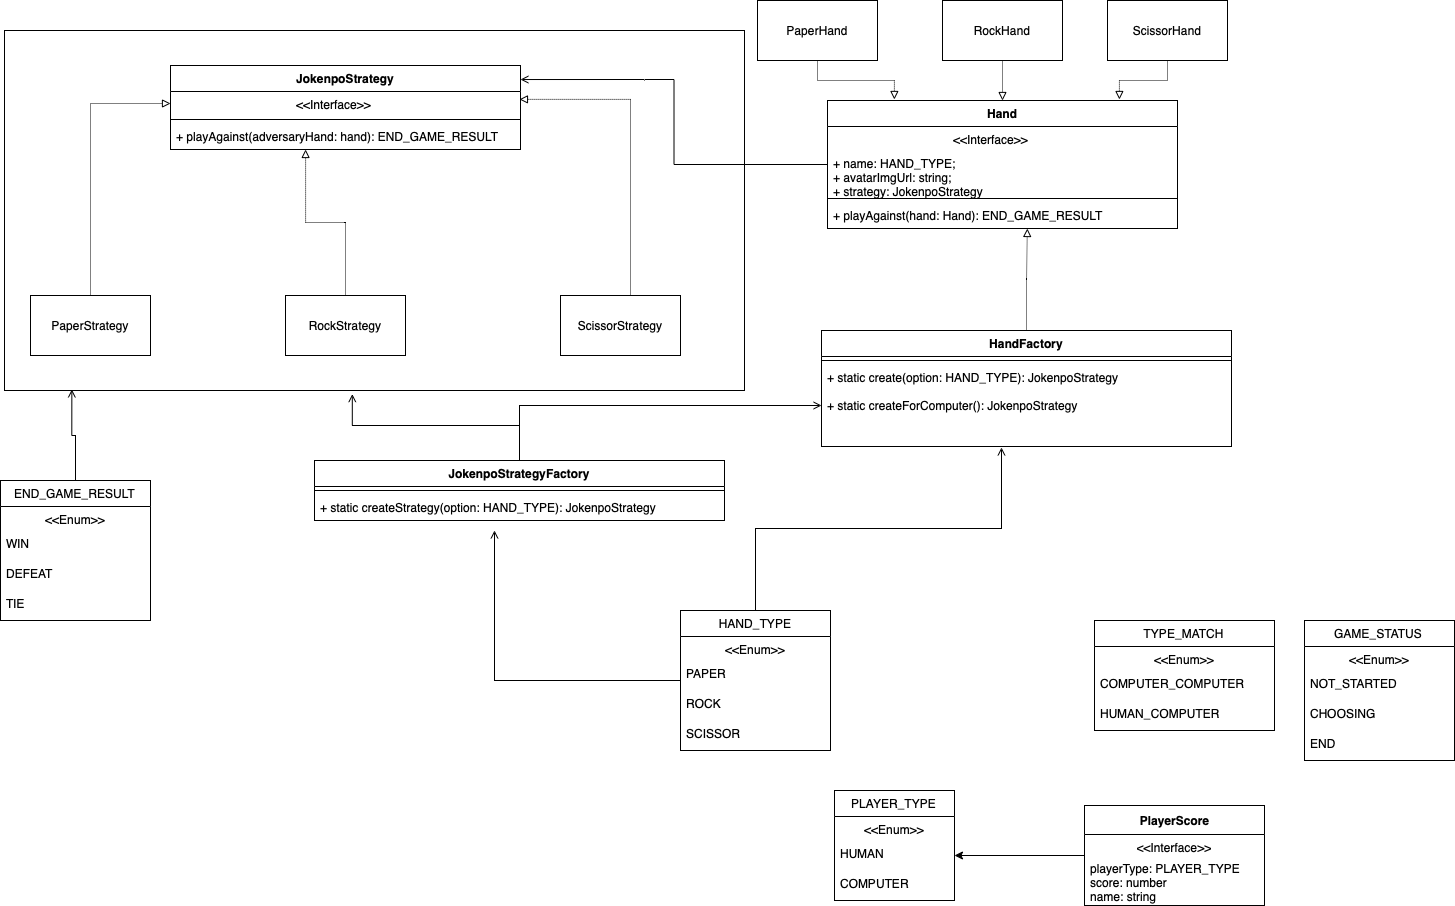 PaperHand
RockHand
ScissorHand
JokenpoStrategy
<<Interface>>
+ playAgainst(adversaryHand: hand): END_GAME_RESULT
Hand
<<Interface>>
+ name: HAND_TYPE;
+ avatarImgUrl: string;
+ strategy: JokenpoStrategy
+ playAgainst(hand: Hand): END_GAME_RESULT
PaperStrategy
RockStrategy
ScissorStrategy
HandFactory
+ static create(option: HAND_TYPE): JokenpoStrategy
+ static createForComputer(): JokenpoStrategy
JokenpoStrategyFactory
+ static createStrategy(option: HAND_TYPE): JokenpoStrategy
END_GAME_RESULT
<<Enum>>
WIN
DEFEAT
TIE
HAND_TYPE
<<Enum>>
PAPER
ROCK
SCISSOR
TYPE_MATCH
<<Enum>>
COMPUTER_COMPUTER
HUMAN_COMPUTER
GAME_STATUS
<<Enum>>
NOT_STARTED
CHOOSING
END
PLAYER_TYPE
<<Enum>>
HUMAN
COMPUTER
PlayerScore
<<Interface>>
playerType: PLAYER_TYPE
score: number
name: string